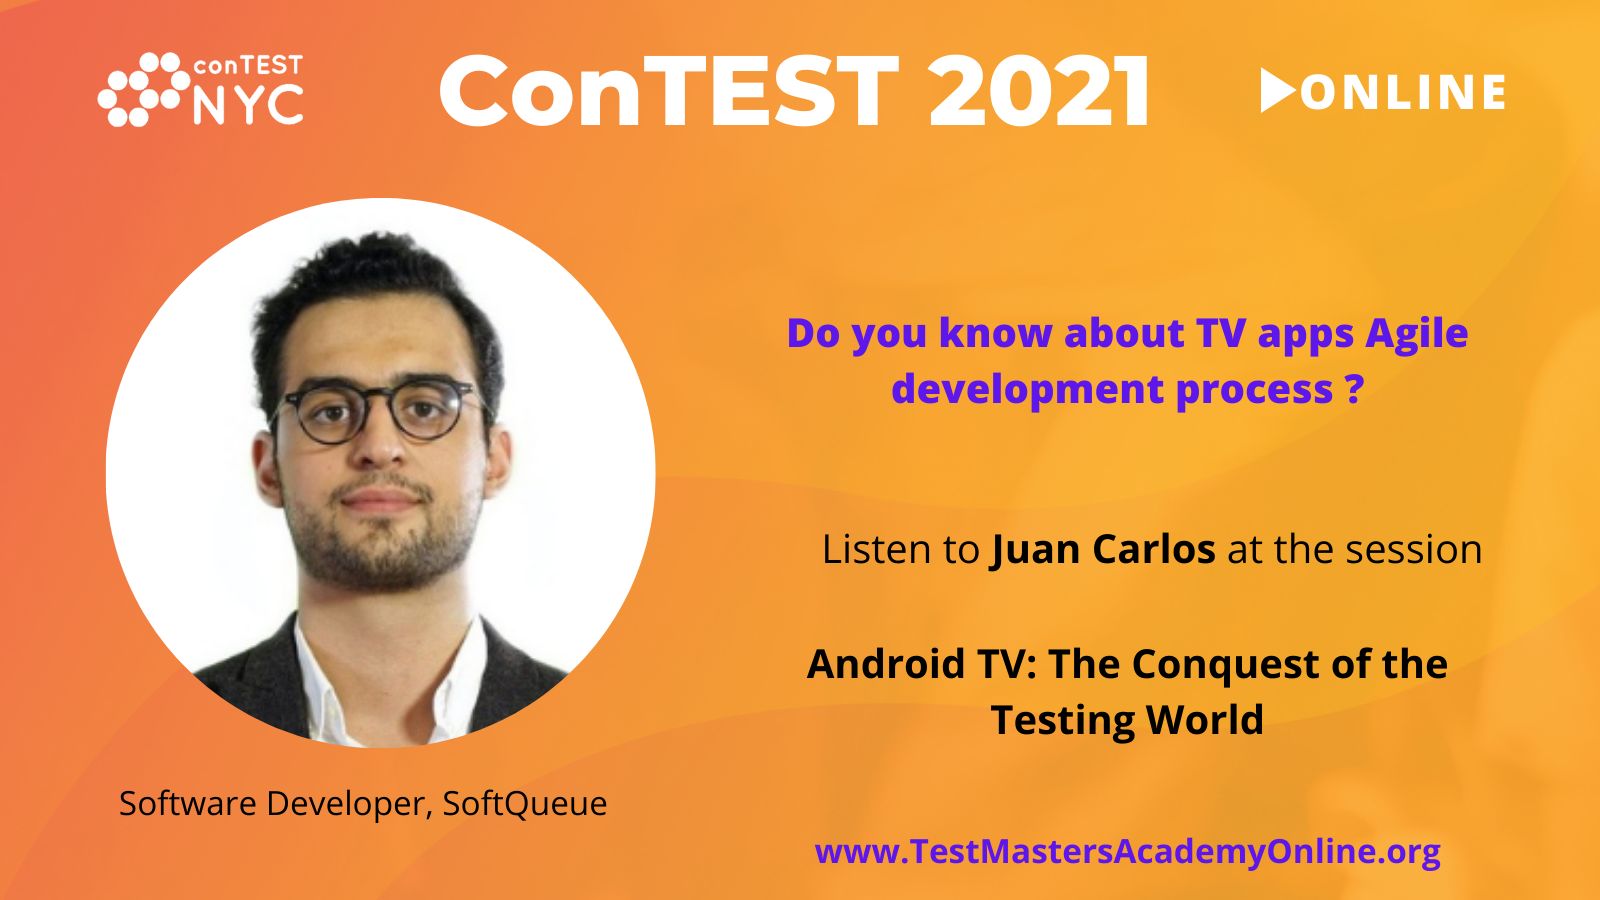 conTEST
NYC
ConTEST 2021
ONLINE
Do you know about TV apps Agile
development process ?
Listen to Juan Carlos at the session
Android TV: The Conquest of the
Testing World
Software Developer, SoftQueue
www.TestMastersAcademyOnline.org